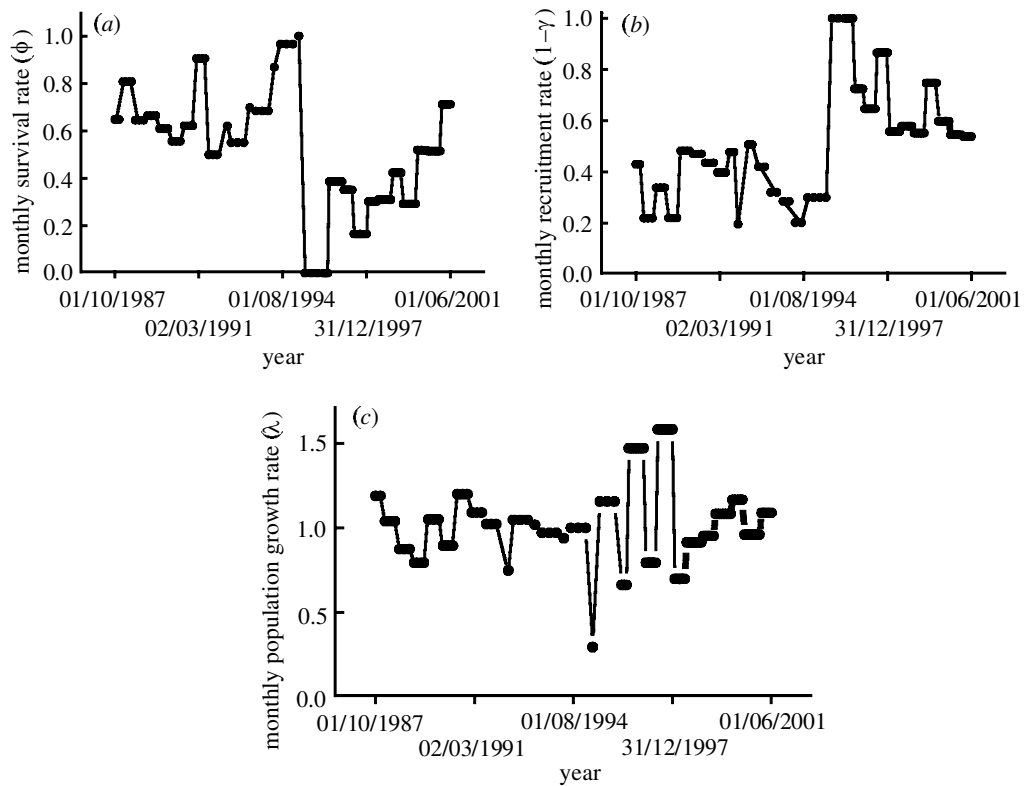 (a)
monthly survival rate (ϕ)
1.0
0.8
0.6
0.4
0.2
0.0
01/10/1987 01/08/1994 01/06/2001
02/03/1991 31/12/1997
year
(b)
monthly recruitment rate (1−γ)
1.0
0.8
0.6
0.4
0.2
0.0
01/10/1987 01/08/1994 01/06/2001
02/03/1991 31/12/1997
year
(c)
monthly population growth rate (λ)
1.5
1.0
0.5
0.0
01/10/1987 01/08/1994 01/06/2001
02/03/1991 31/12/1997
year